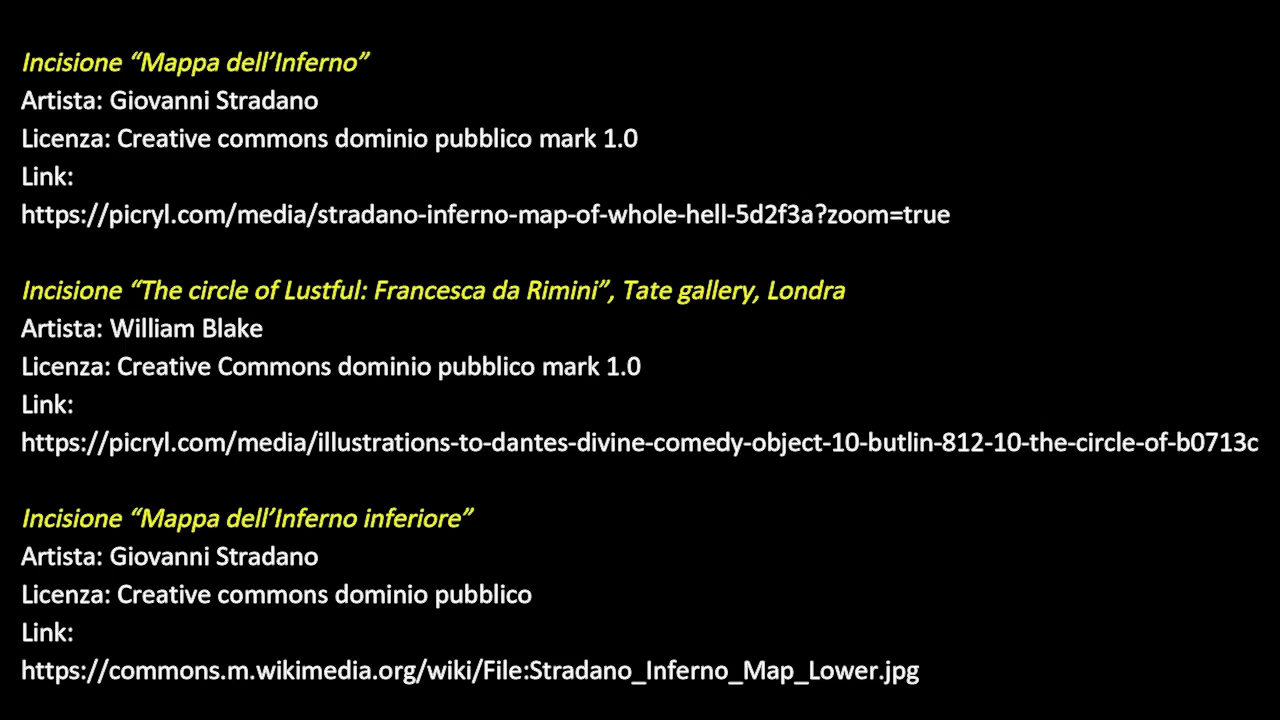 Incisione “Mappa dell’Inferno”
Artista: Giovanni Stradano
Licenza: Creative commons dominio pubblico mark 1.0
Link:
https://picryl.com/media/stradano-inferno-map-of-whole-hell-5d2f3a?zoom=true
Incisione “The circle of Lustful: Francesca da Rimini”, Tate gallery, Londra
Artista: William Blake
Licenza: Creative Commons dominio pubblico mark 1.0
Link:
https://picryl.com/media/illustrations-to-dantes-divine-comedy-object-10-butlin-812-10-the-circle-of-b0713c
Incisione “Mappa dell’Inferno inferiore”
Artista: Giovanni Stradano
Licenza: Creative commons dominio pubblico
Link:
https://commons.m.wikimedia.org/wiki/File:Stradano_Inferno_Map_Lower.jpg